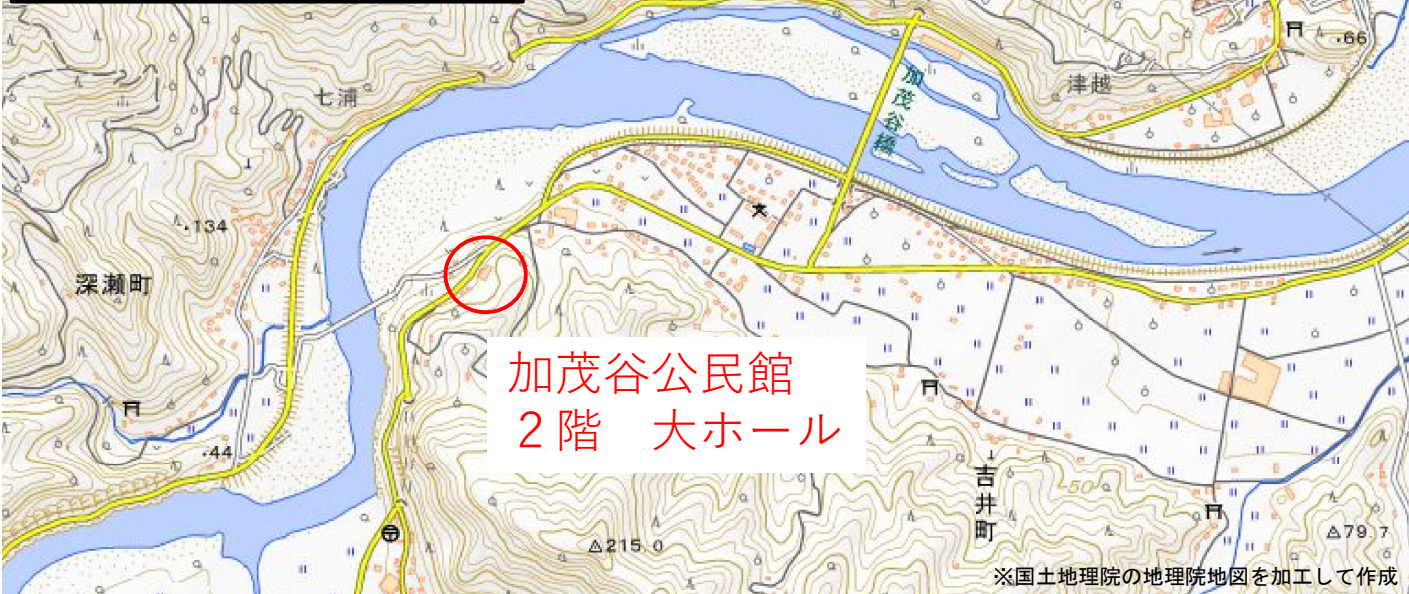 ・66
七浦
津越
加茂谷橋
・134
深瀬町
加茂谷公民館
２階　大ホール
・44
吉井町
50
215.0
79.7
※国土地理院の地理院地図を加工して作成